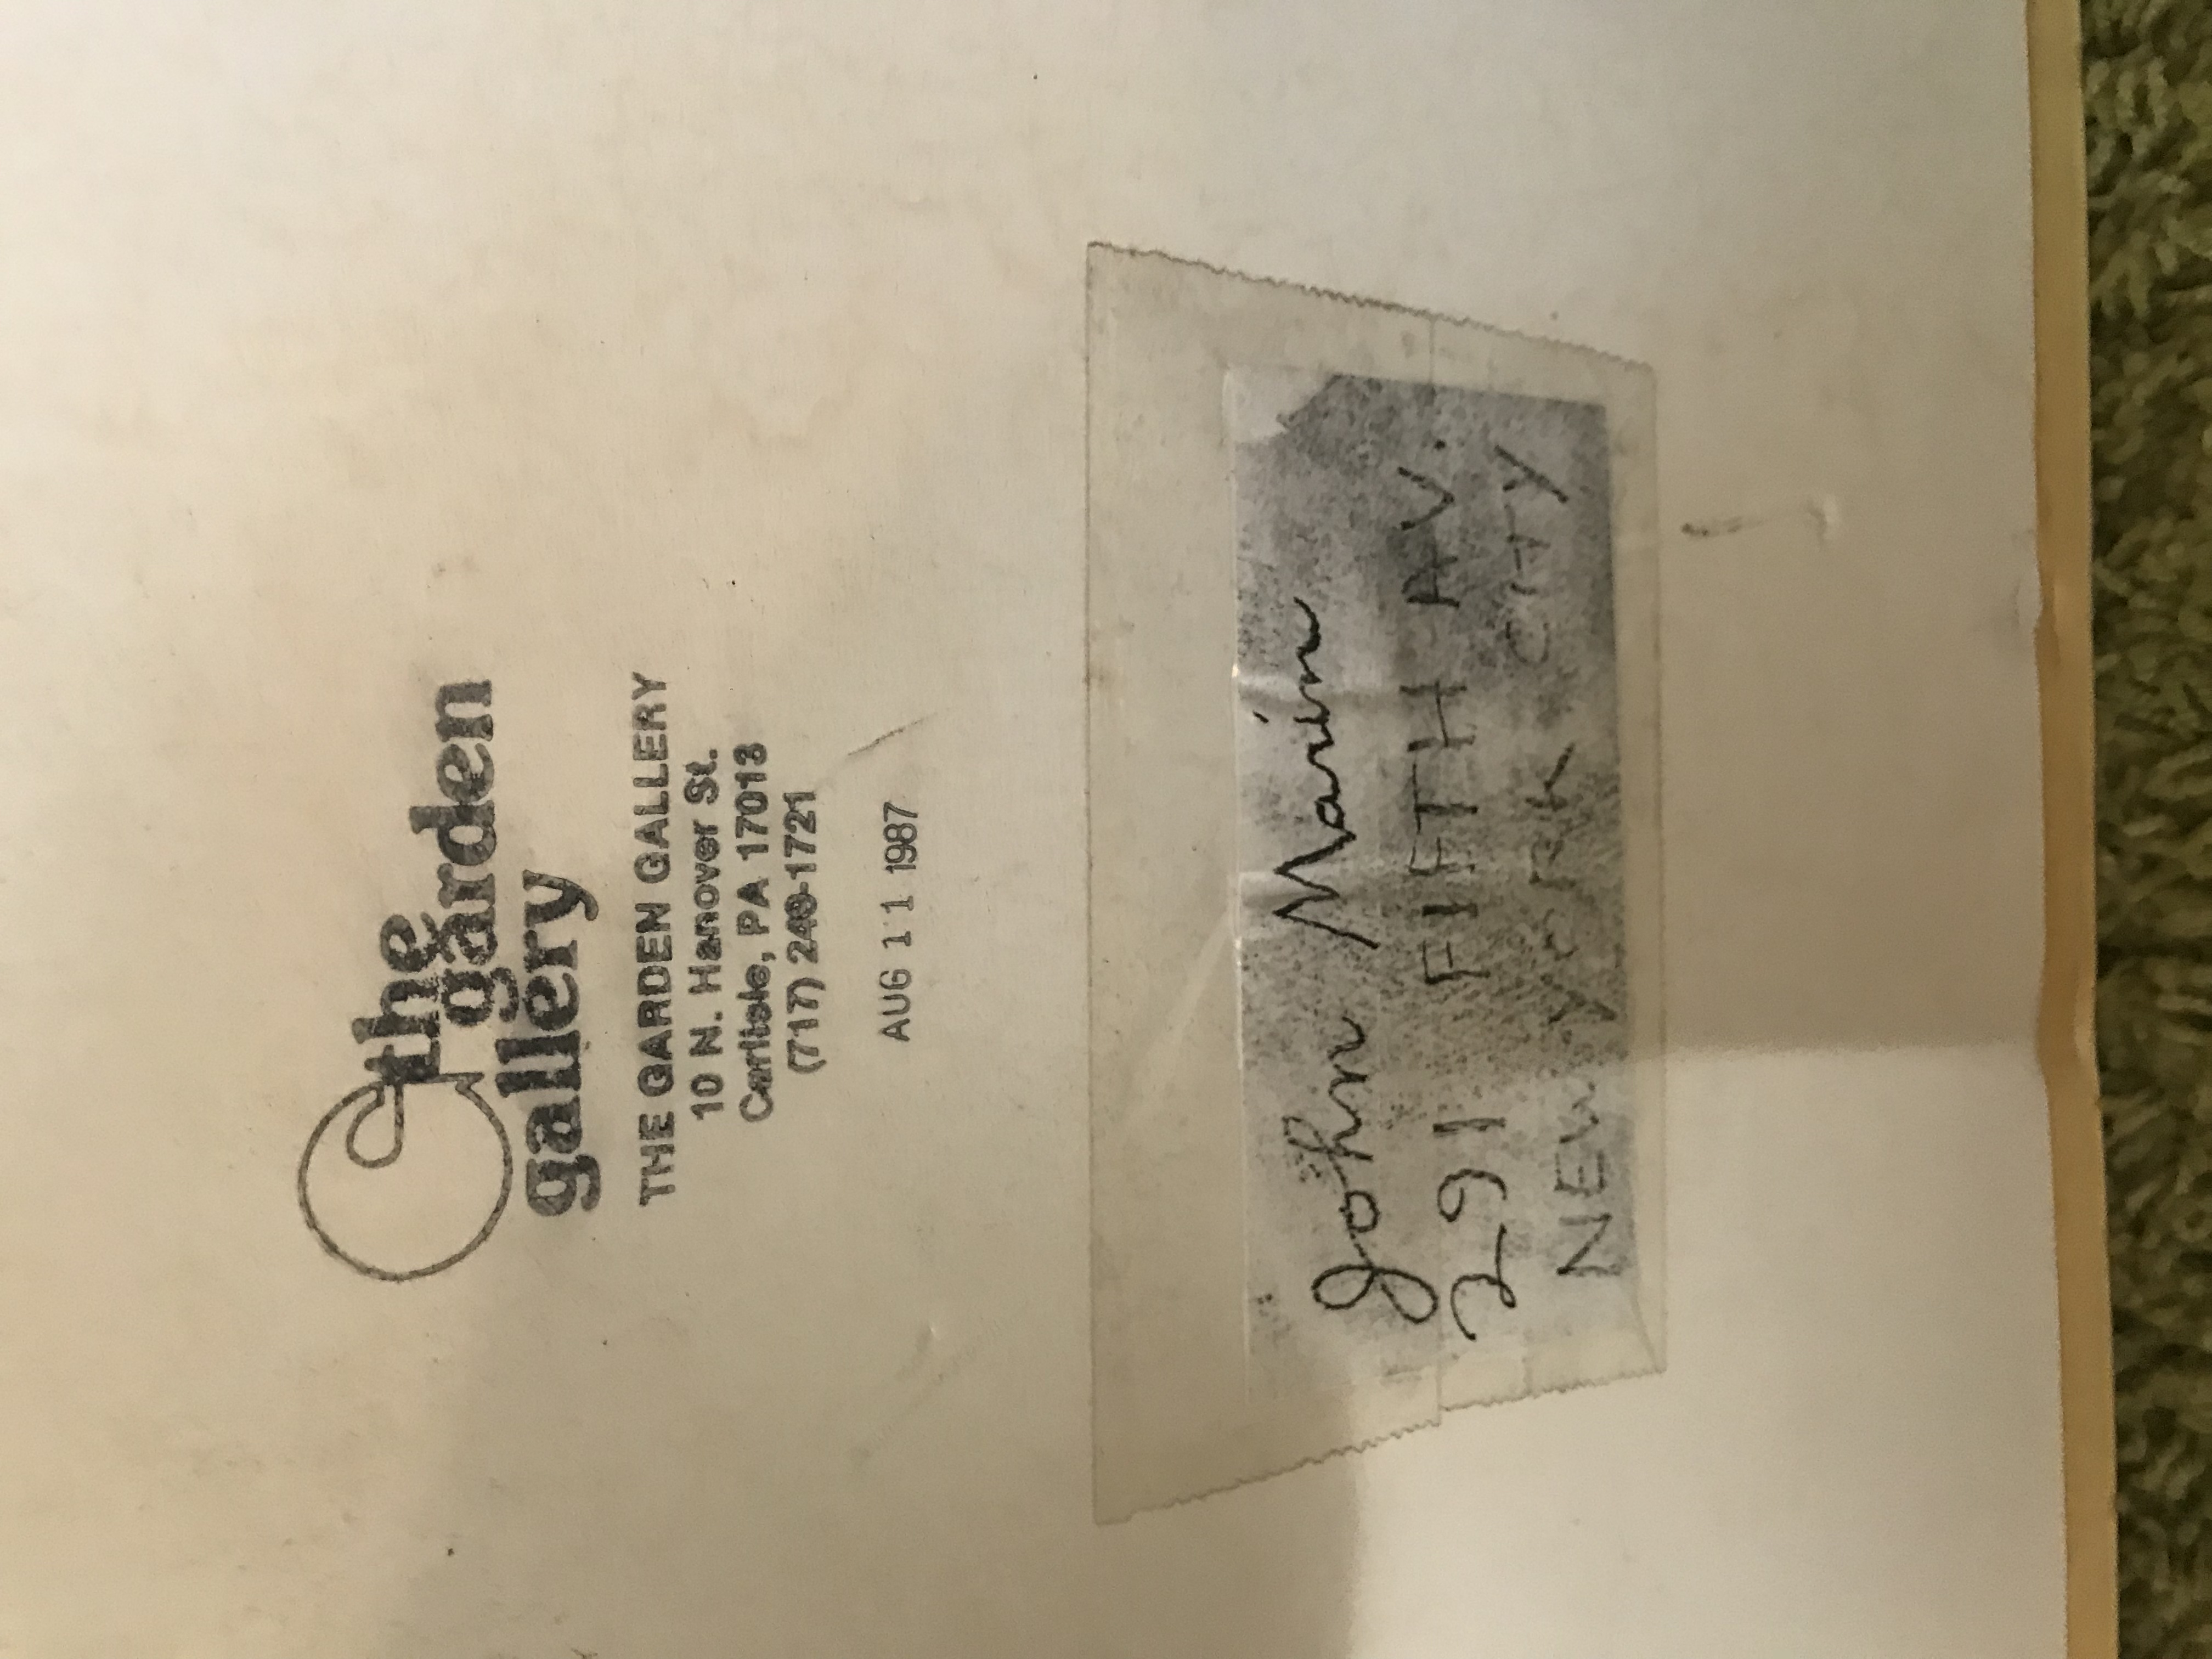 the
garden
gallery
THE GARDEN GALLERY
10 N. Hanover St.
Carlisle, PA 17013
(717) 249-1721
AUG 11 1987
John Marin
291 FIFTH AV.
NEW YORK CITY